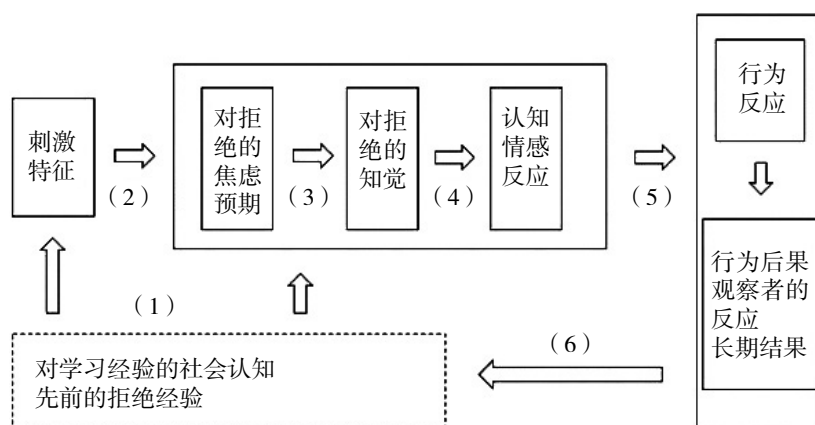 刺激
特征
（2）
对拒
绝的
焦虑
预期
（3）
对拒
绝的
知觉
（4）
认知
情感
反应
（5）
行为
反应
行为后果
观察者的
反应
长期结果
（1）
（6）
对学习经验的社会认知
先前的拒绝经验